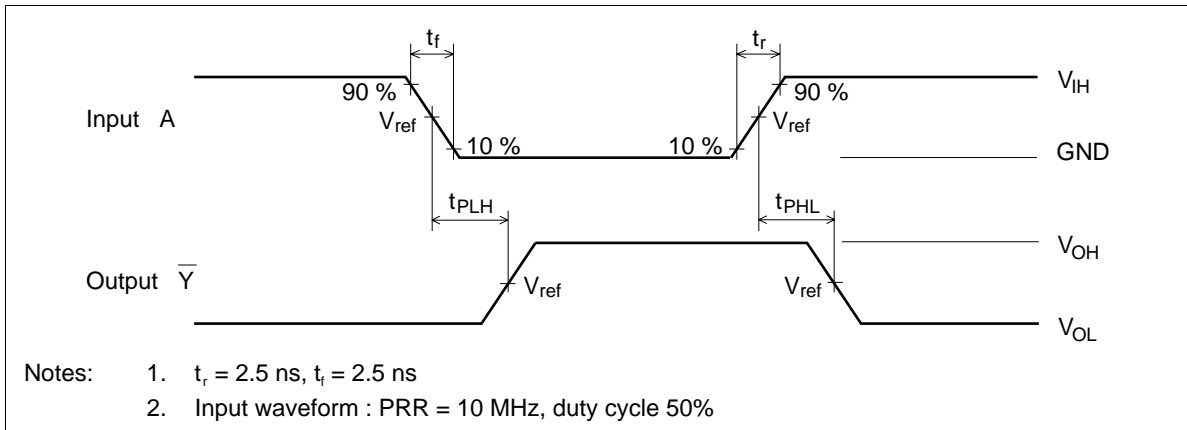 tf tr
90 % 90 % VIH
Input A Vref Vref
10 % 10 % GND
tPLH tPHL
VOH
Output Y̅ Vref Vref
VOL
Notes: 1. tr = 2.5 ns, tf = 2.5 ns
2. Input waveform : PRR = 10 MHz, duty cycle 50%